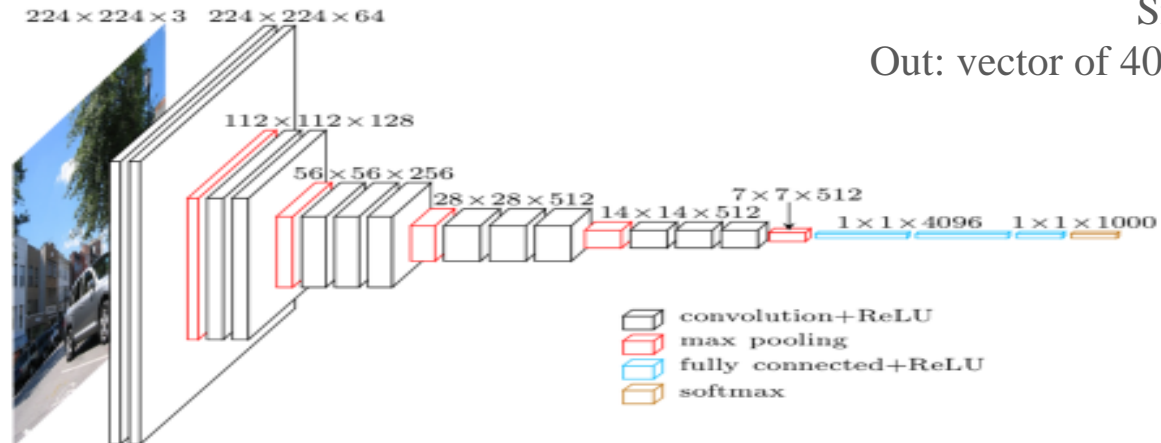 224 × 224 × 3 224 × 224 × 64
S
Out: vector of 40
112 × 112 × 128
56 × 56 × 256
28 × 28 × 512
14 × 14 × 512
7 × 7 × 512
1 × 1 × 4096 1 × 1 × 1000
convolution+ReLU
max pooling
fully connected+ReLU
softmax